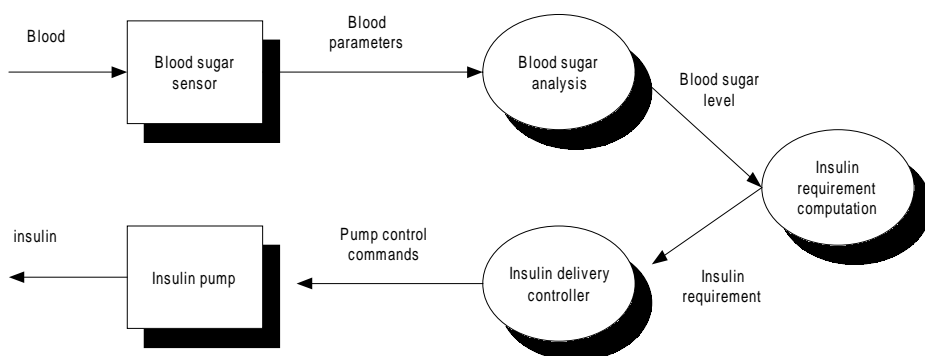 Blood
Blood sugar
sensor
Blood
parameters
Blood sugar
analysis
Blood sugar
level
Insulin
requirement
computation
Insulin
requirement
Insulin delivery
controller
Pump control
commands
Insulin pump
insulin